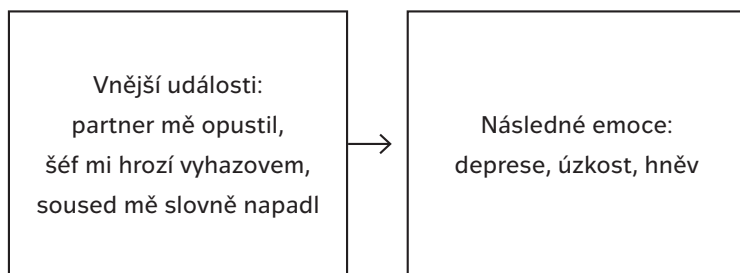 Vnější události:
partner mě opustil,
šéf mi hrozí vyhazovem,
soused mě slovně napadl
Následné emoce:
deprese, úzkost, hněv